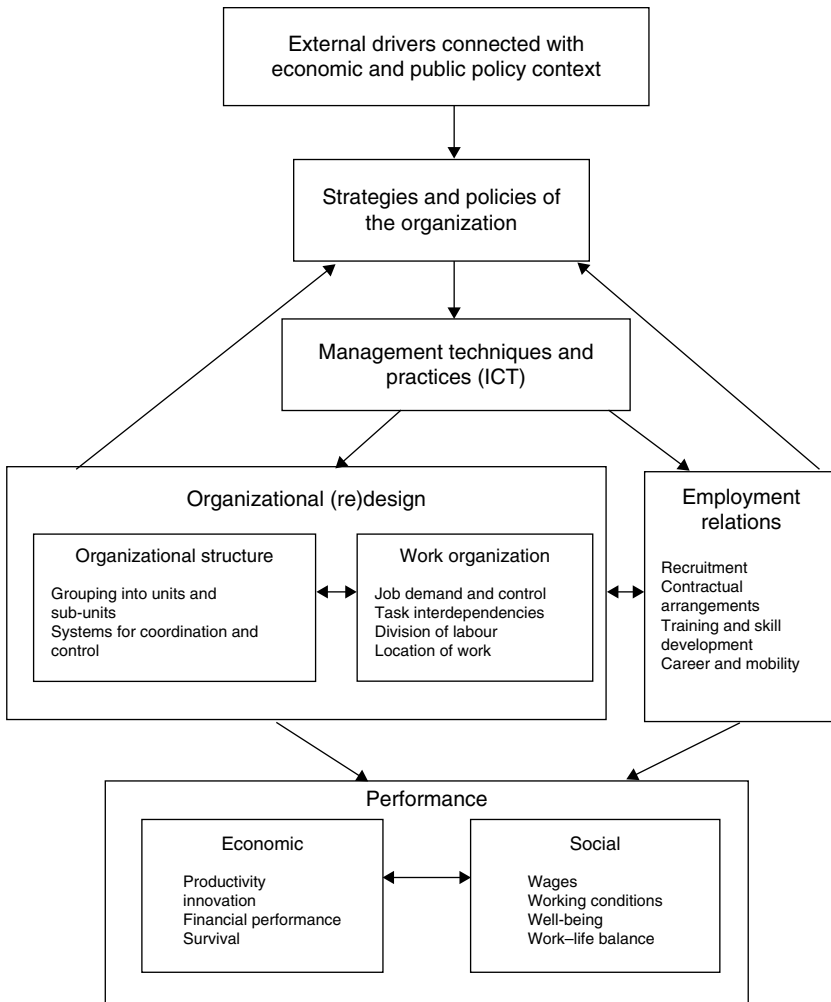 External drivers connected with
economic and public policy context
Strategies and policies of
the organization
Management techniques and
practices (ICT)
Organizational (re)design
Organizational structure
Grouping into units and
sub-units
Systems for coordination and
control
Work organization
Job demand and control
Task interdependencies
Division of labour
Location of work
Employment
relations
Recruitment
Contractual
arrangements
Training and skill
development
Career and mobility
Performance
Economic
Productivity
innovation
Financial performance
Survival
Social
Wages
Working conditions
Well-being
Work–life balance